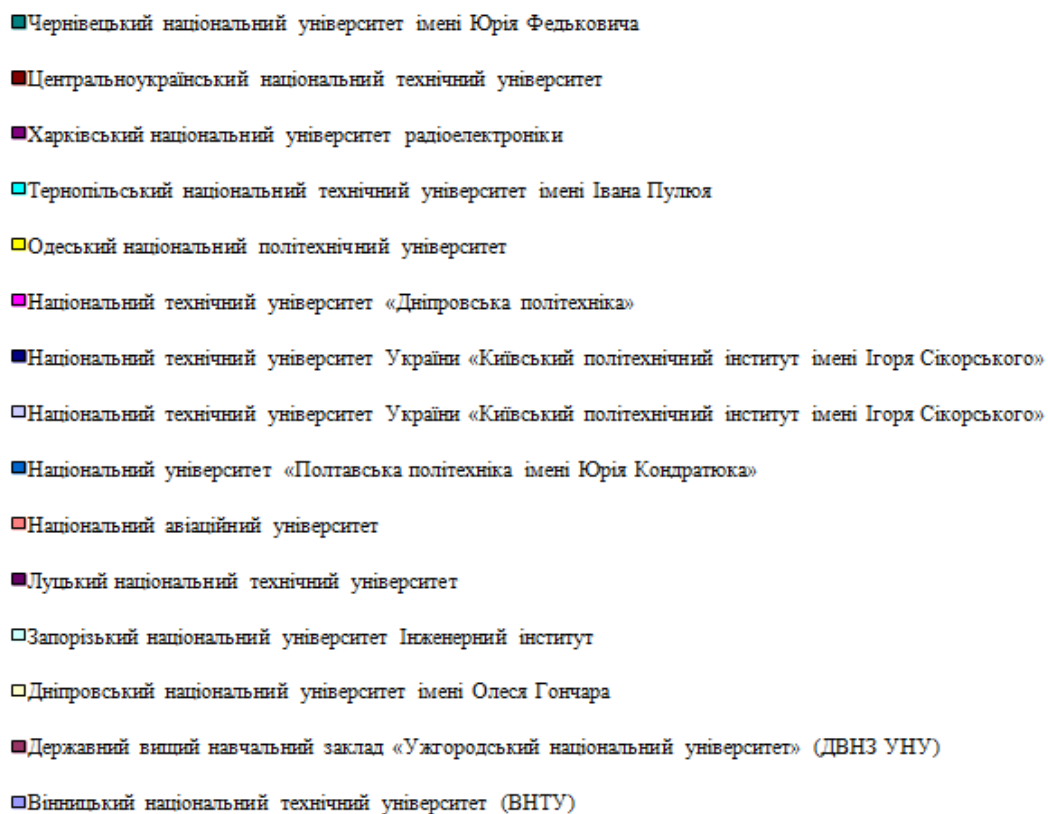 Чернівецький національний університет імені Юрія Федьковича
Центральноукраїнський національний технічний університет
Харківський національний університет радіоелектроніки
Тернопільський національний технічний університет імені Івана Пулюя
Одеський національний політехнічний університет
Національний технічний університет «Дніпровська політехніка»
Національний технічний університет України «Київський політехнічний інститут імені Ігоря Сікорського»
Національний технічний університет України «Київський політехнічний інститут імені Ігоря Сікорського»
Національний університет «Полтавська політехніка імені Юрія Кондратюка»
Національний авіаційний університет
Луцький національний технічний університет
Запорізький національний університет Інженерний інститут
Дніпровський національний університет імені Олеся Гончара
Державний вищий навчальний заклад «Ужгородський національний університет» (ДВНЗ УНУ)
Вінницький національний технічний університет (ВНТУ)